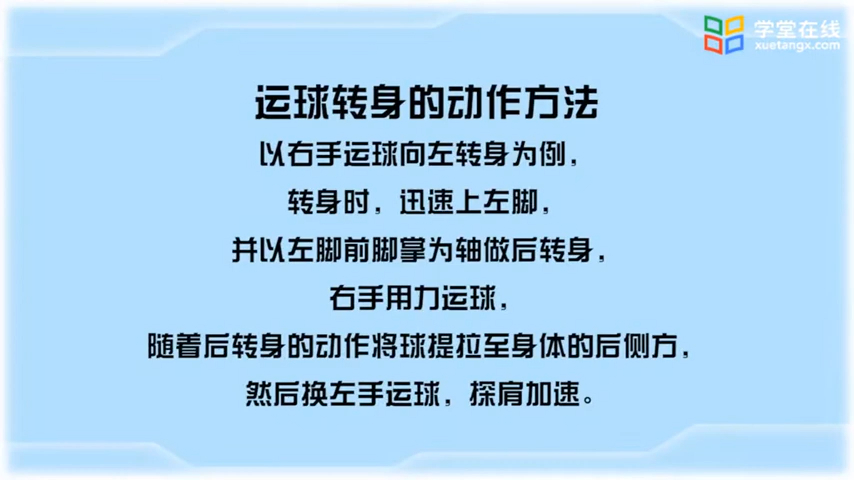 学堂在线
xuetangx.com
运球转身的动作方法
以右手运球向左转身为例，
转身时，迅速上左脚，
并以左脚前脚掌为轴做后转身，
右手用力运球，
随着后转身的动作将球提拉至身体的后侧方，
然后换左手运球，探肩加速。